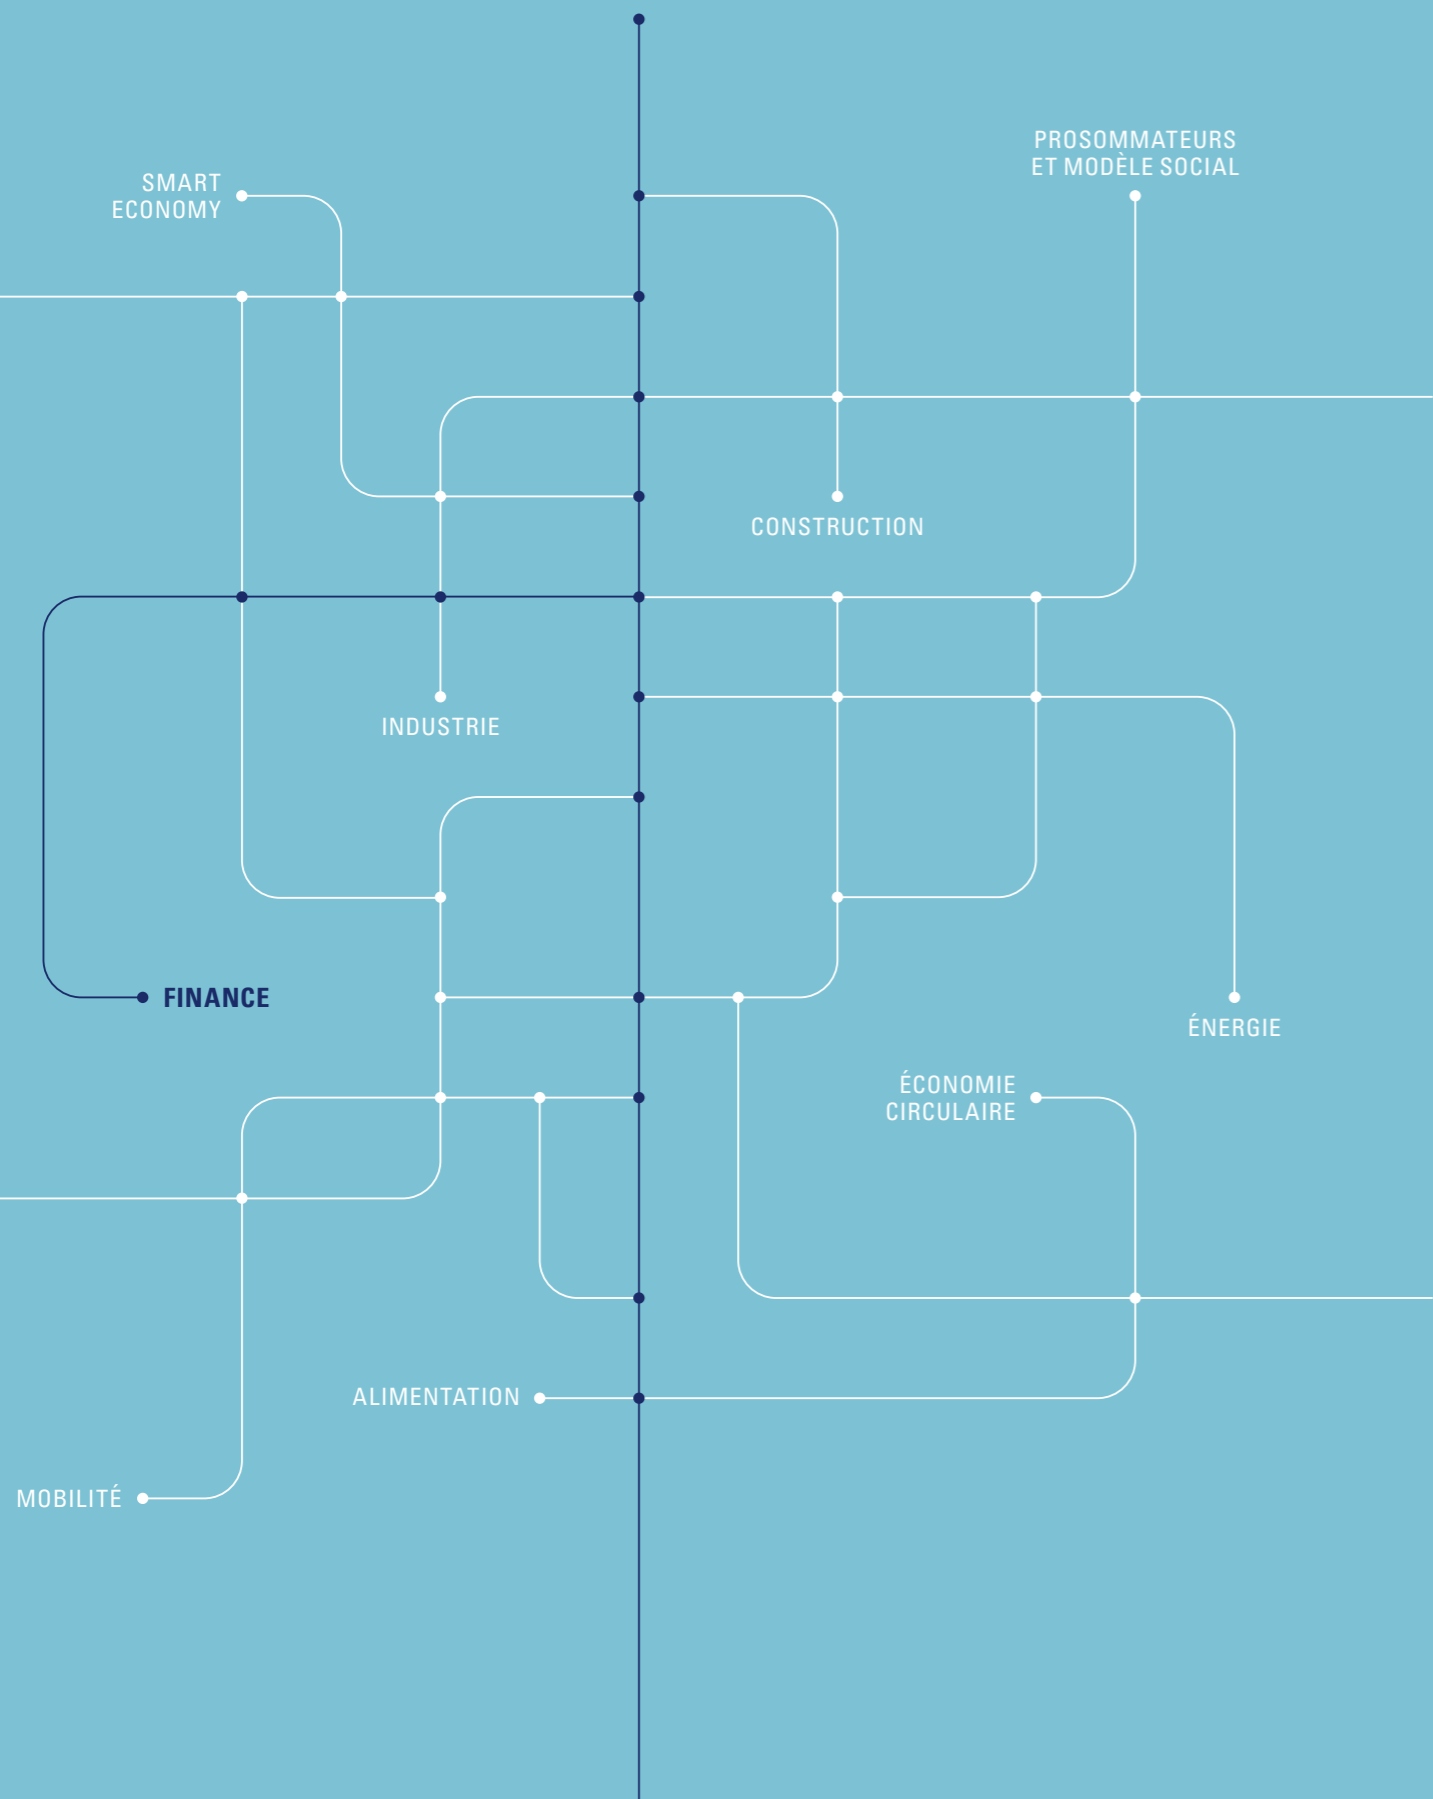 PROSOMMATEURS
ET MODÈLE SOCIAL
SMART
ECONOMY
CONSTRUCTION
INDUSTRIE
FINANCE
ÉNERGIE
ÉCONOMIE
CIRCULAIRE
ALIMENTATION
MOBILITÉ